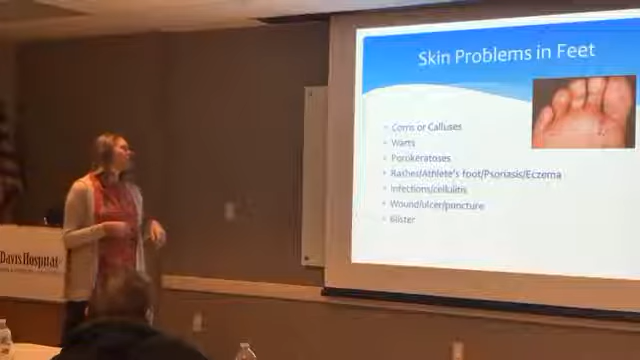 Skin Problems in Feet
Corns or Calluses
Warts
Porokeratoses
Rashes/Athlete's foot/Psoriasis/Eczema
Infections/cellulitis
Wound/ulcer/puncture
Blister
Davis Hospital